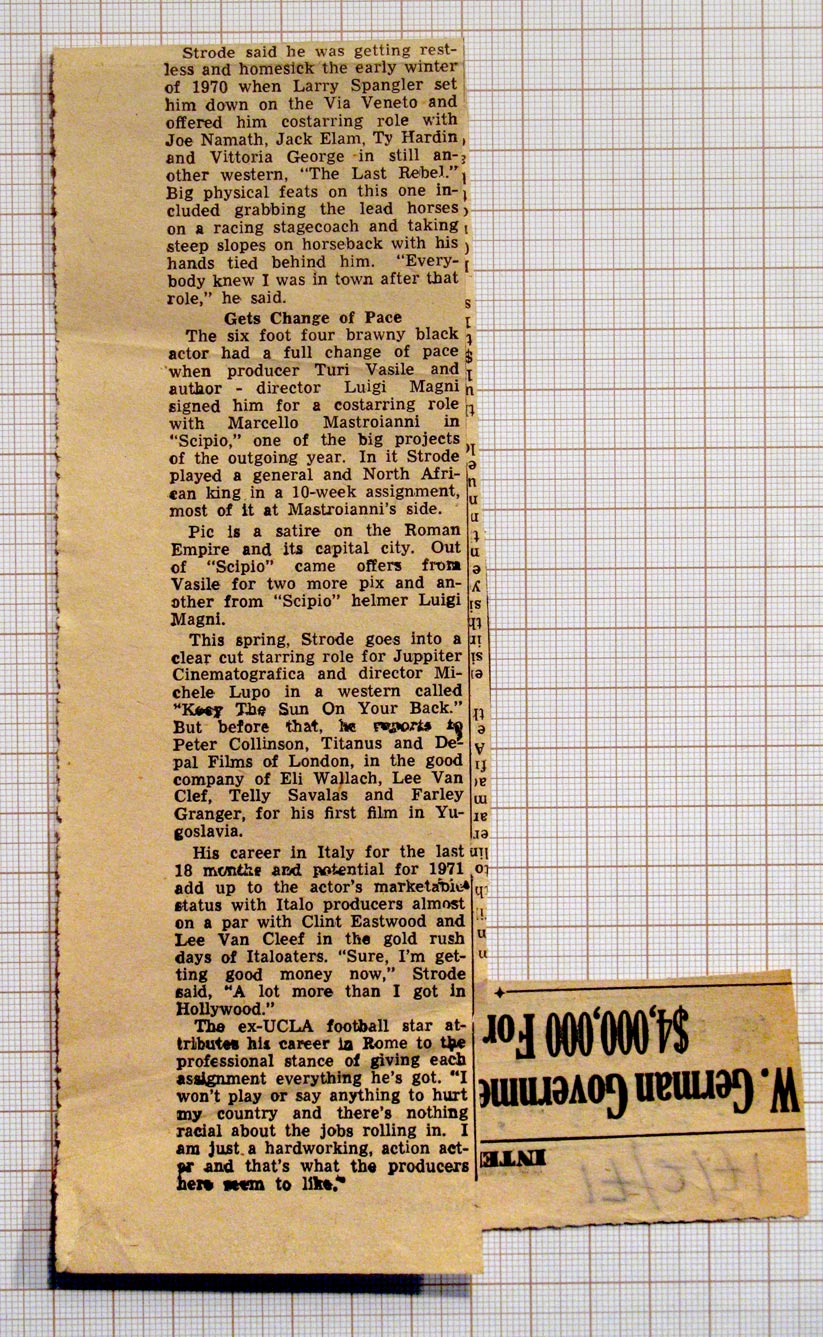 Strode said he was getting rest-
less and homesick the early winter
of 1970 when Larry Spangler set
him down on the Via Veneto and
offered him costarring role with
Joe Namath, Jack Elam, Ty Hardin
and Vittoria George in still an-
other western, “The Last Rebel.”
Big physical feats on this one in-
cluded grabbing the lead horses
on a racing stagecoach and taking
steep slopes on horseback with his
hands tied behind him. “Every-
body knew I was in town after that
role,” he said.
Gets Change of Pace
The six foot four brawny black
actor had a full change of pace
when producer Turi Vasile and
author - director Luigi Magni
signed him for a costarring role
with Marcello Mastroianni in
“Scipio,” one of the big projects
of the outgoing year. In it Strode
played a general and North Afri-
can king in a 10-week assignment,
most of it at Mastroianni’s side.
Pic is a satire on the Roman
Empire and its capital city. Out
of “Scipio” came offers from
Vasile for two more pix and an-
other from “Scipio” helmer Luigi
Magni.
This spring, Strode goes into a
clear cut starring role for Juppiter
Cinematografica and director Mi-
chele Lupo in a western called
“Keey The Sun On Your Back.”
But before that, he reports to
Peter Collinson, Titanus and De-
pal Films of London, in the good
company of Eli Wallach, Lee Van
Clef, Telly Savalas and Farley
Granger, for his first film in Yu-
goslavia.
His career in Italy for the last
18 months and potential for 1971
add up to the actor’s marketable
status with Italo producers almost
on a par with Clint Eastwood and
Lee Van Cleef in the gold rush
days of Italoaters. “Sure, I’m get-
ting good money now,” Strode
said, “A lot more than I got in
Hollywood.”
The ex-UCLA football star at-
tributes his career in Rome to the
professional stance of giving each
assignment everything he’s got. “I
won’t play or say anything to hurt
my country and there’s nothing
racial about the jobs rolling in. I
am just a hardworking, action act-
or and that’s what the producers
here seem to like.”
INTE
W. German Governme
$4,000,000 For